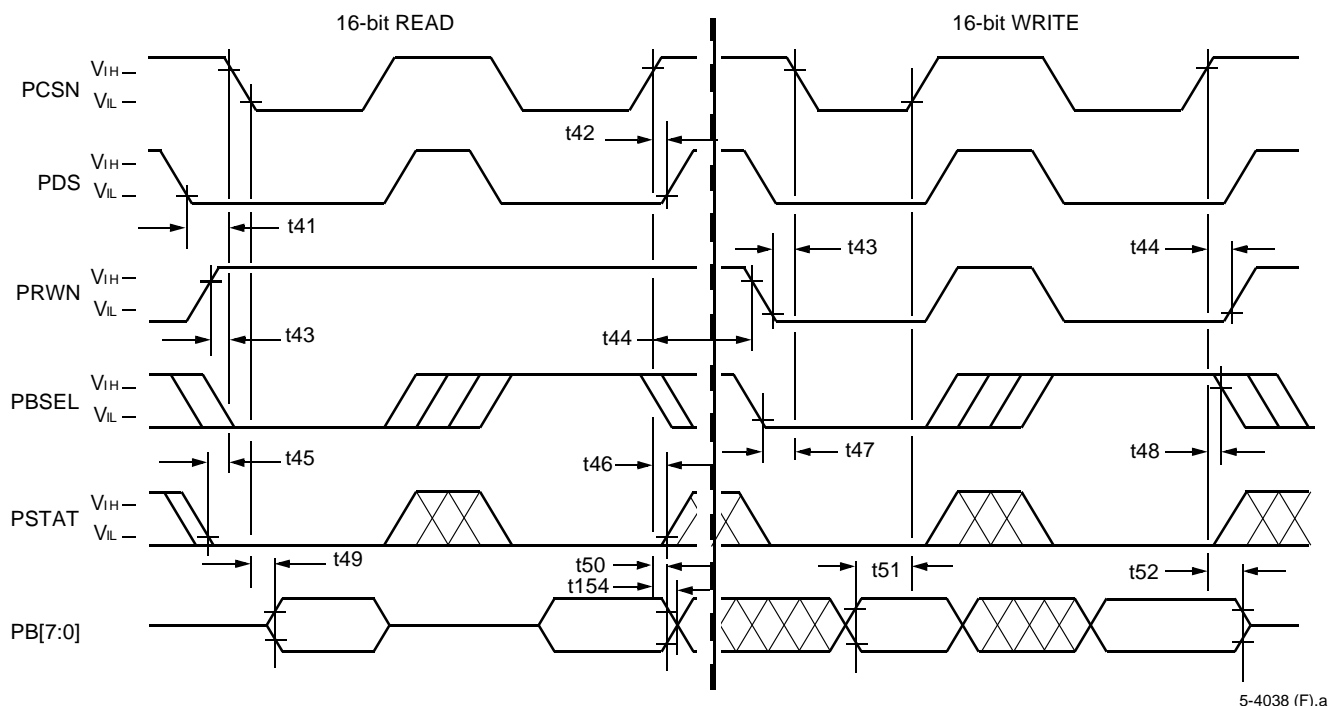 16-bit READ
16-bit WRITE
PCSN
VIH
VIL
t42
PDS
VIH
VIL
t41
t43
t44
PRWN
VIH
VIL
t43
t44
PBSEL
VIH
VIL
t45
t46
t47
t48
PSTAT
VIH
VIL
t49
t50
t154
t51
t52
PB[7:0]
5-4038 (F).a